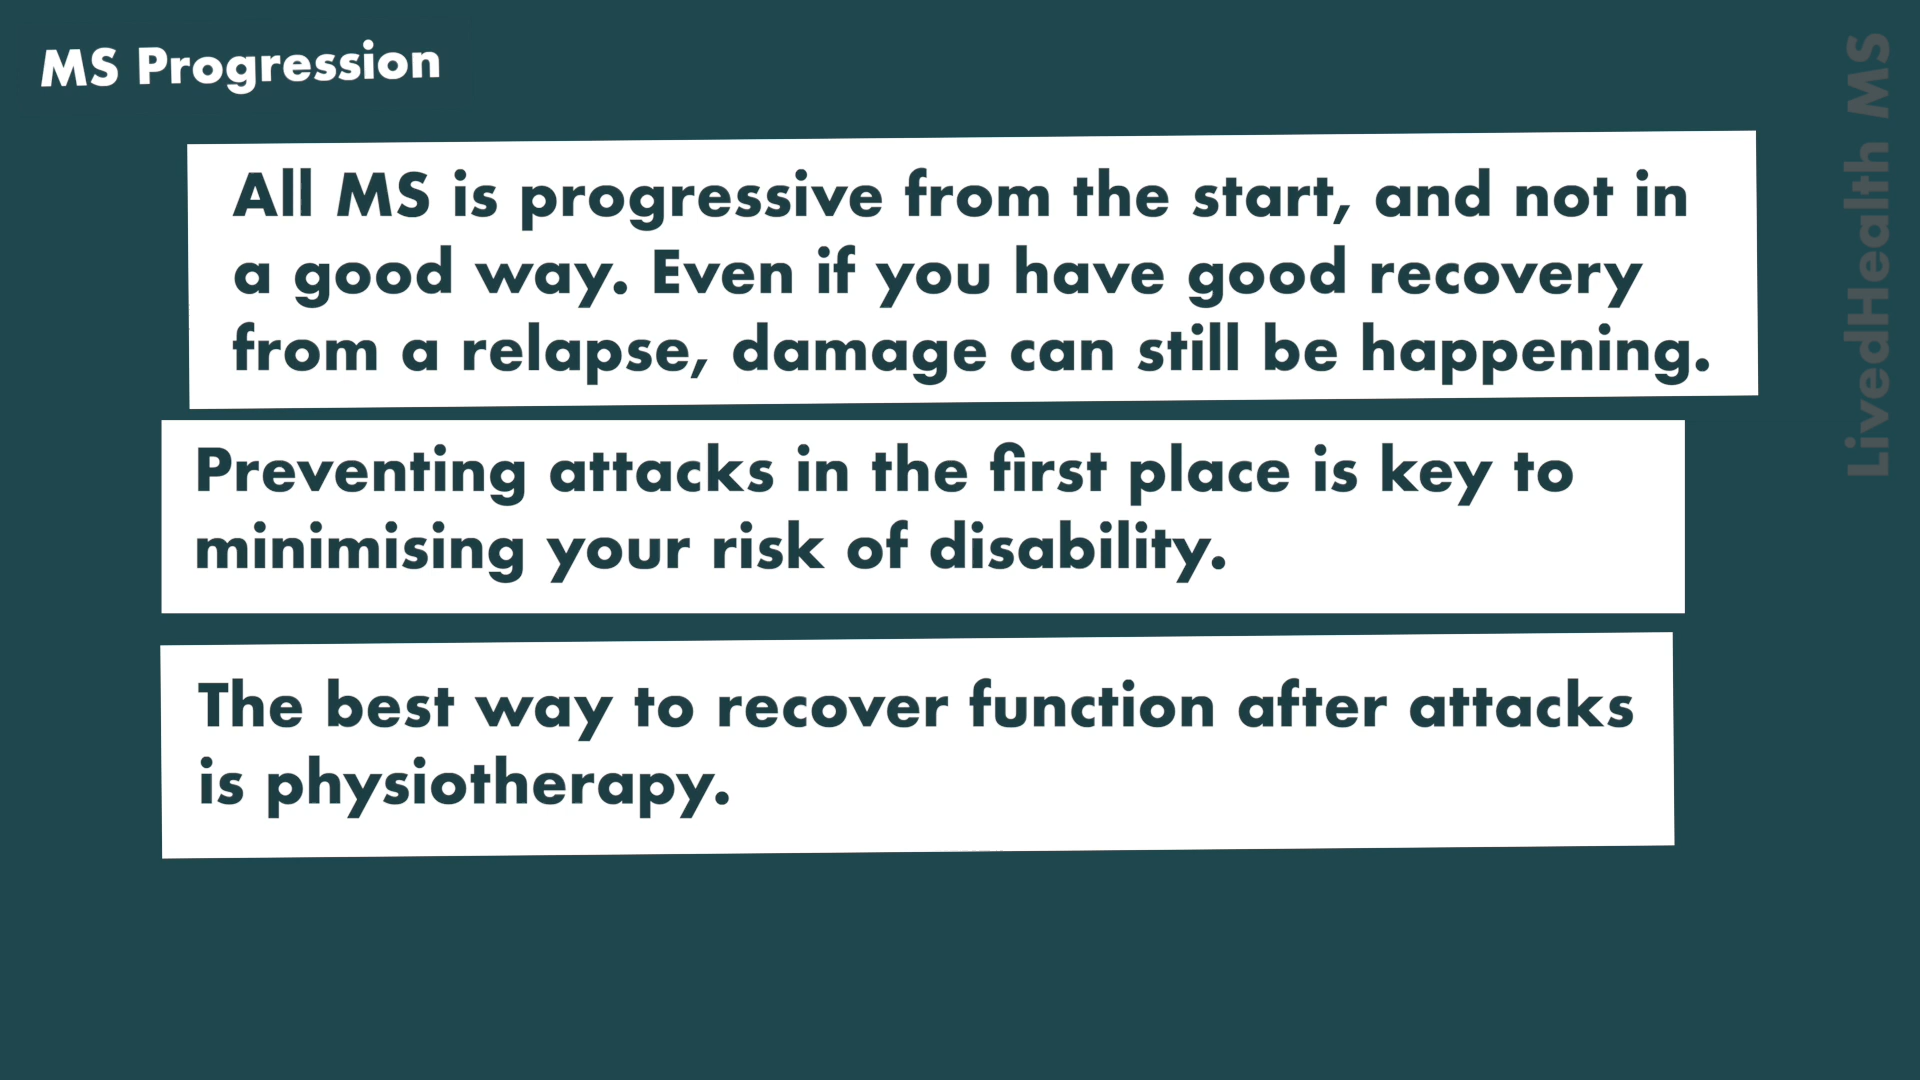 MS Progression
LivedHealth MS
All MS is progressive from the start, and not in
a good way. Even if you have good recovery
from a relapse, damage can still be happening.
Preventing attacks in the first place is key to
minimising your risk of disability.
The best way to recover function after attacks
is physiotherapy.